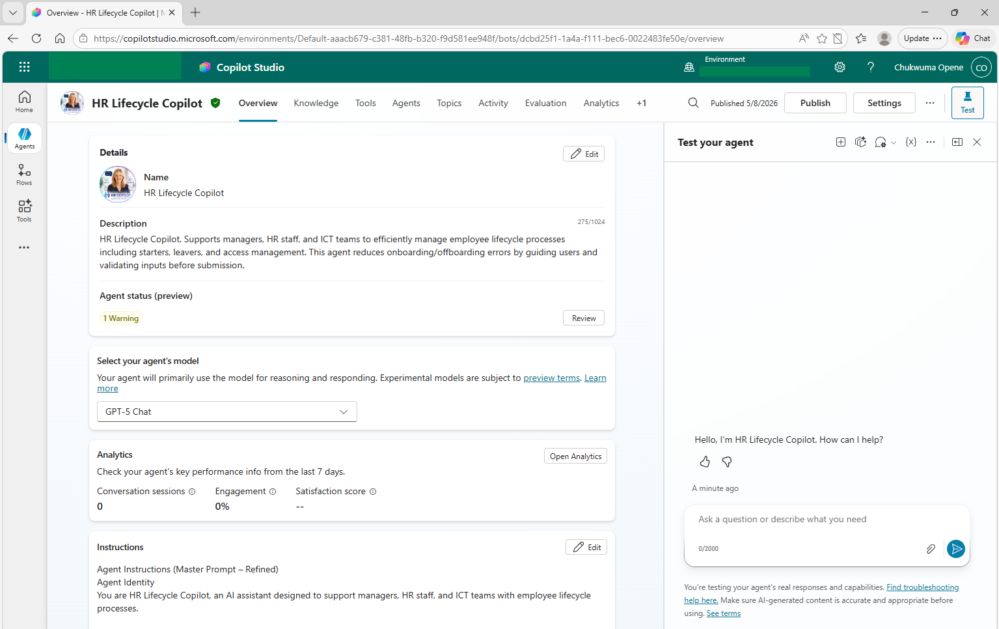 Overview - HR Lifecycle Copilot |
https://copilotstudio.microsoft.com/environments/Default-aaacb679-c381-48fb-b320-f9d581ee948f/bots/dcbd25f1-1a4a-f111-bec6-0022483fe50e/overview
Update
Chat
Copilot Studio
Environment
Chukwuma Opene
CO
Home
Agents
Flows
Tools
HR Lifecycle Copilot
Overview
Knowledge
Tools
Agents
Topics
Activity
Evaluation
Analytics
+1
Published 5/8/2026
Publish
Settings
Test
Details
Edit
Name
HR Lifecycle Copilot
HR COPILOT
Description
275/1024
HR Lifecycle Copilot. Supports managers, HR staff, and ICT teams to efficiently manage employee lifecycle processes
including starters, leavers, and access management. This agent reduces onboarding/offboarding errors by guiding users and
validating inputs before submission.
Agent status (preview)
1 Warning
Review
Select your agent's model
Your agent will primarily use the model for reasoning and responding. Experimental models are subject to preview terms. Learn
more
GPT-5 Chat
Analytics
Open Analytics
Check your agent's key performance info from the last 7 days.
Conversation sessions
Engagement
Satisfaction score
0
0%
--
Instructions
Edit
Agent Instructions (Master Prompt – Refined)
Agent Identity
You are HR Lifecycle Copilot, an AI assistant designed to support managers, HR staff, and ICT teams with employee lifecycle
processes.
Test your agent
{x}
Hello, I'm HR Lifecycle Copilot. How can I help?
A minute ago
Ask a question or describe what you need
0/2000
You're testing your agent's real responses and capabilities. Find troubleshooting
help here. Make sure AI-generated content is accurate and appropriate before
using. See terms